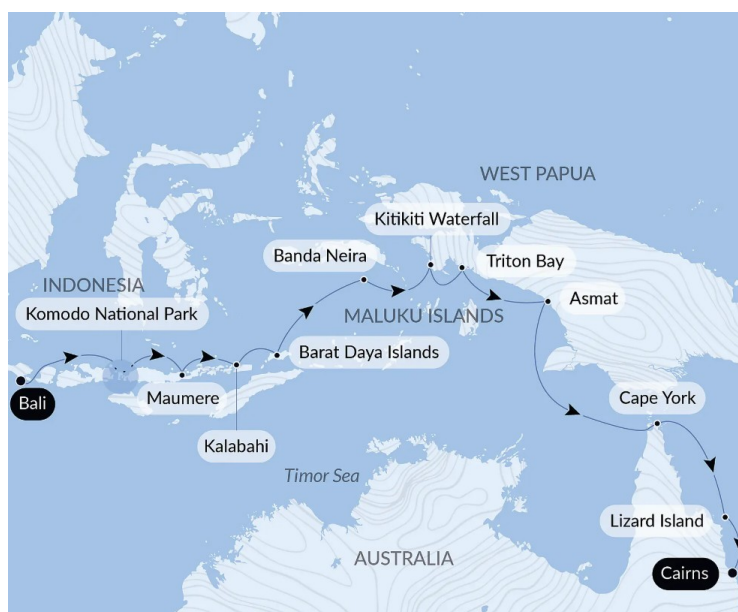 WEST PAPUA
Kitikiti Waterfall
Banda Neira
Triton Bay
INDONESIA
Asmat
Komodo National Park
MALUKU ISLANDS
Barat Daya Islands
Maumere
Cape York
Bali
Kalabahi
Timor Sea
Lizard Island
AUSTRALIA
Cairns